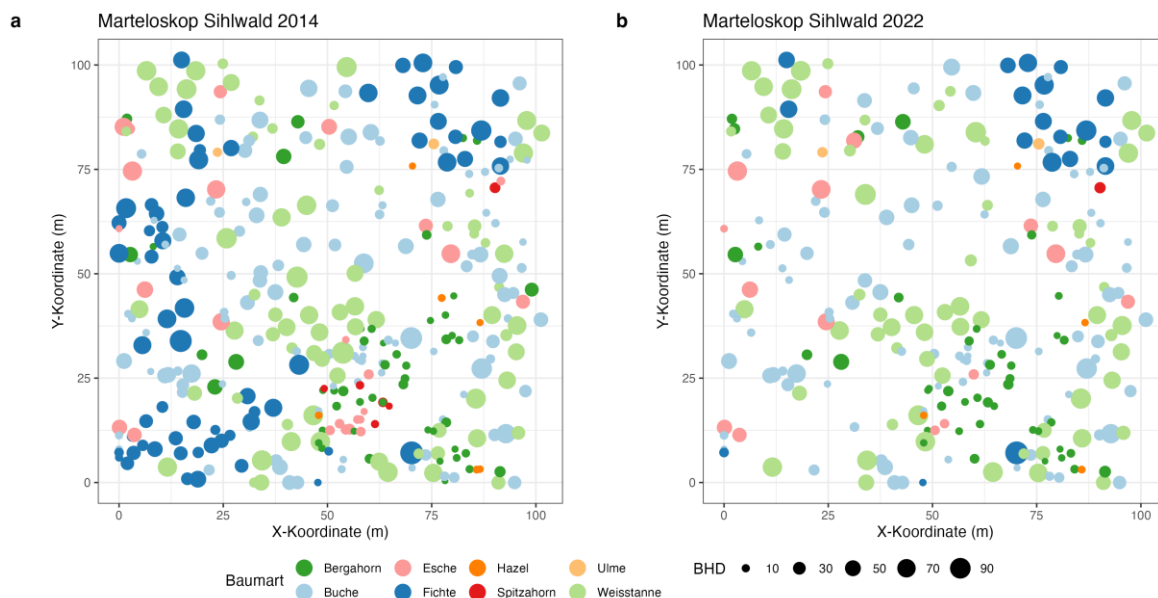 a
Marteloskop Sihlwald 2014
b
Marteloskop Sihlwald 2022
100
75
50
25
0
Y-Koordinate (m)
0 25 50 75 100
X-Koordinate (m)
100
75
50
25
0
Y-Koordinate (m)
0 25 50 75 100
X-Koordinate (m)
Baumart
Bergahorn Esche Hazel Ulme
Buche Fichte Spitzahorn Weisstanne
BHD 10 30 50 70 90